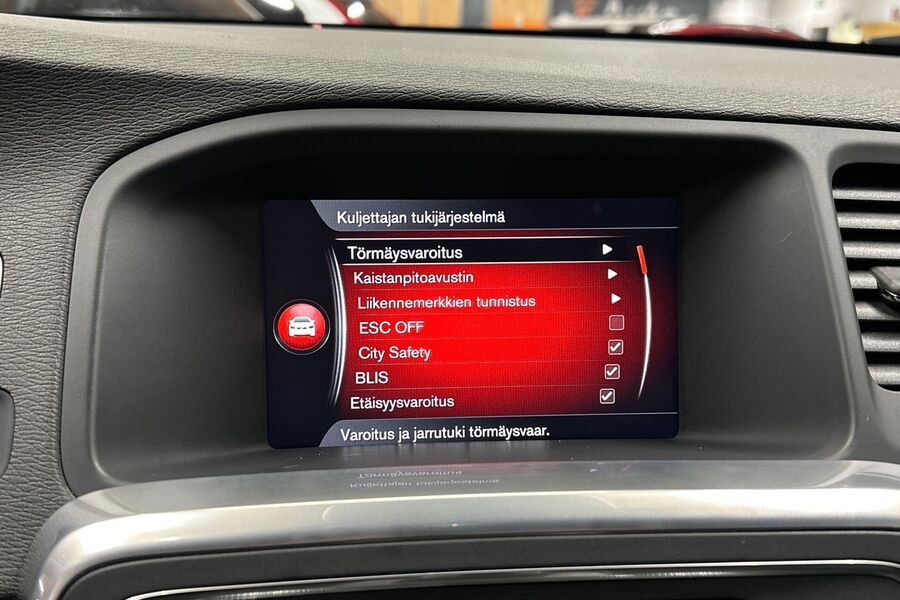 Kuljettajan tukijärjestelmä
Törmäysvaroitus
Kaistanpitoavustin
Liikennemerkkien tunnistus
ESC OFF
City Safety
BLIS
Etäisyysvaroitus
Varoitus ja jarrutuki törmäysvaar.